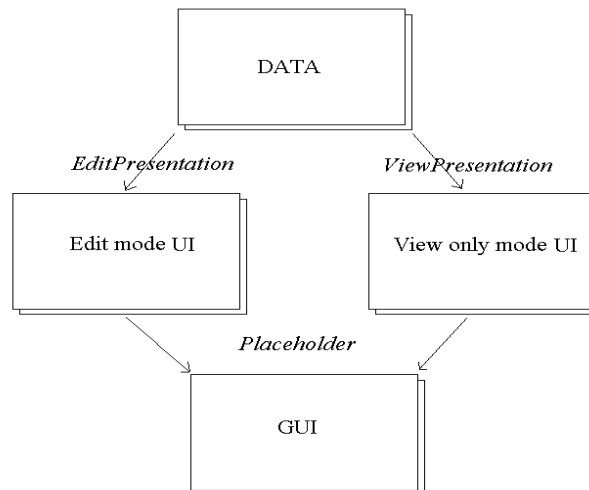 DATA
EditPresentation
ViewPresentation
Edit mode UI
View only mode UI
Placeholder
GUI